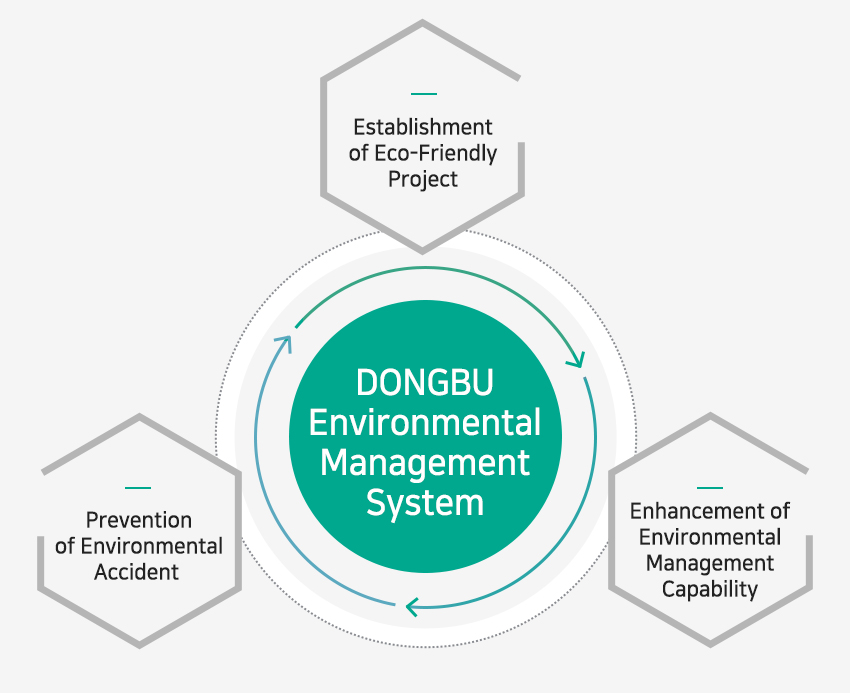 Establishment
of Eco-Friendly
Project
DONGBU
Environmental
Management
System
Prevention
of Environmental
Accident
Enhancement of
Environmental
Management
Capability